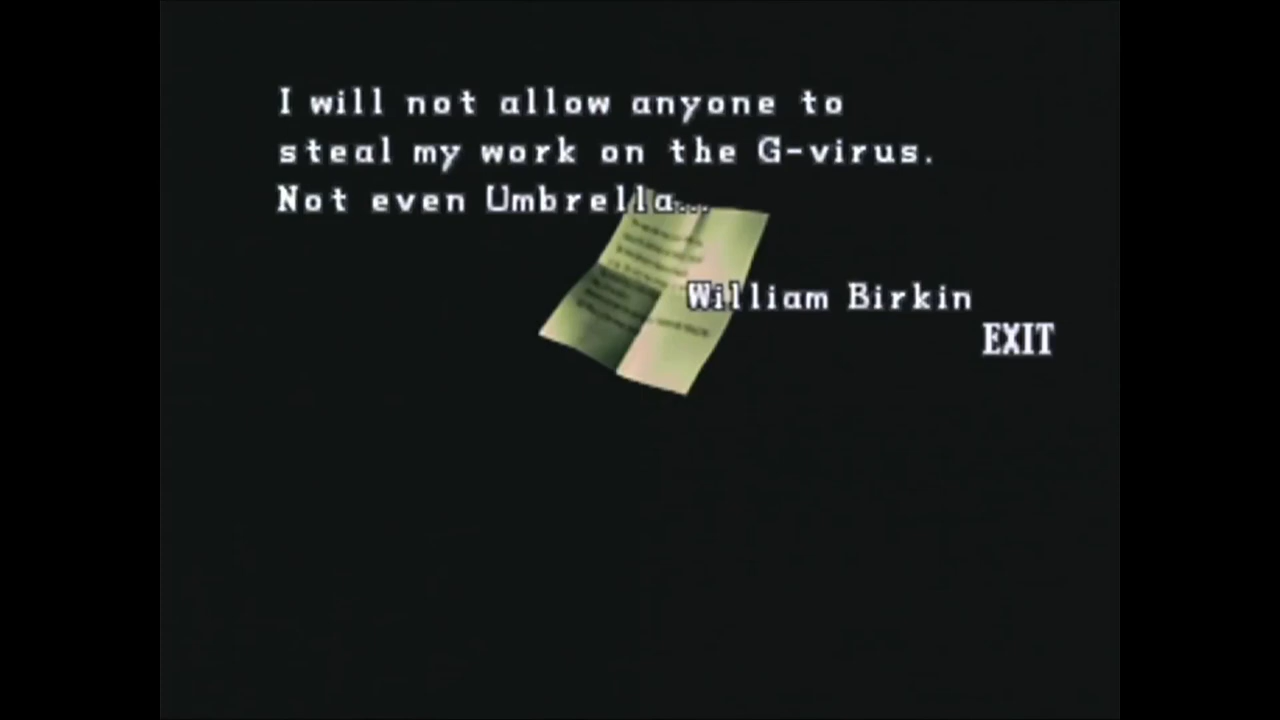 I will not allow anyone to
steal my work on the G-virus.
Not even Umbrella...
William Birkin
EXIT